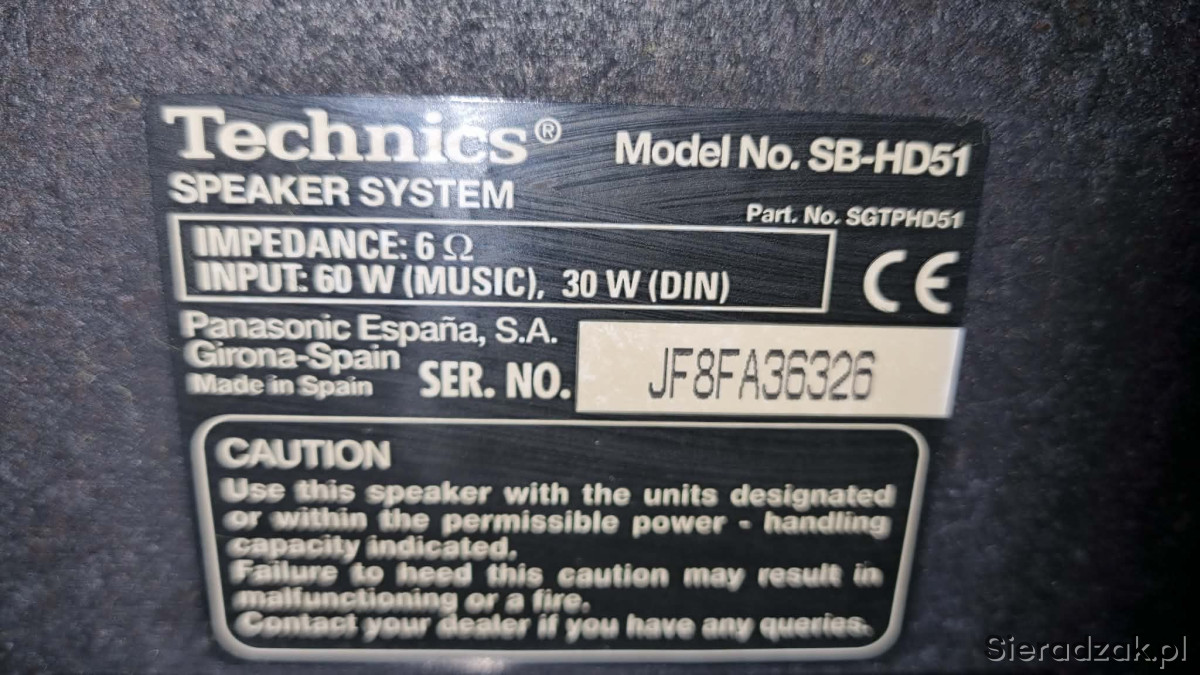 Technics®
Model No. SB-HD51
SPEAKER SYSTEM
Part. No. SGTPHD51
IMPEDANCE: 6 Ω
INPUT: 60 W (MUSIC), 30 W (DIN)
CE
Panasonic España, S.A.
Girona-Spain
Made in Spain
SER. NO.
JF8FA36326
CAUTION
Use this speaker with the units designated
or within the permissible power - handling
capacity indicated.
Failure to heed this caution may result in
malfunctioning or a fire.
Contact your dealer if you have any queries.
Sieradzak.pl